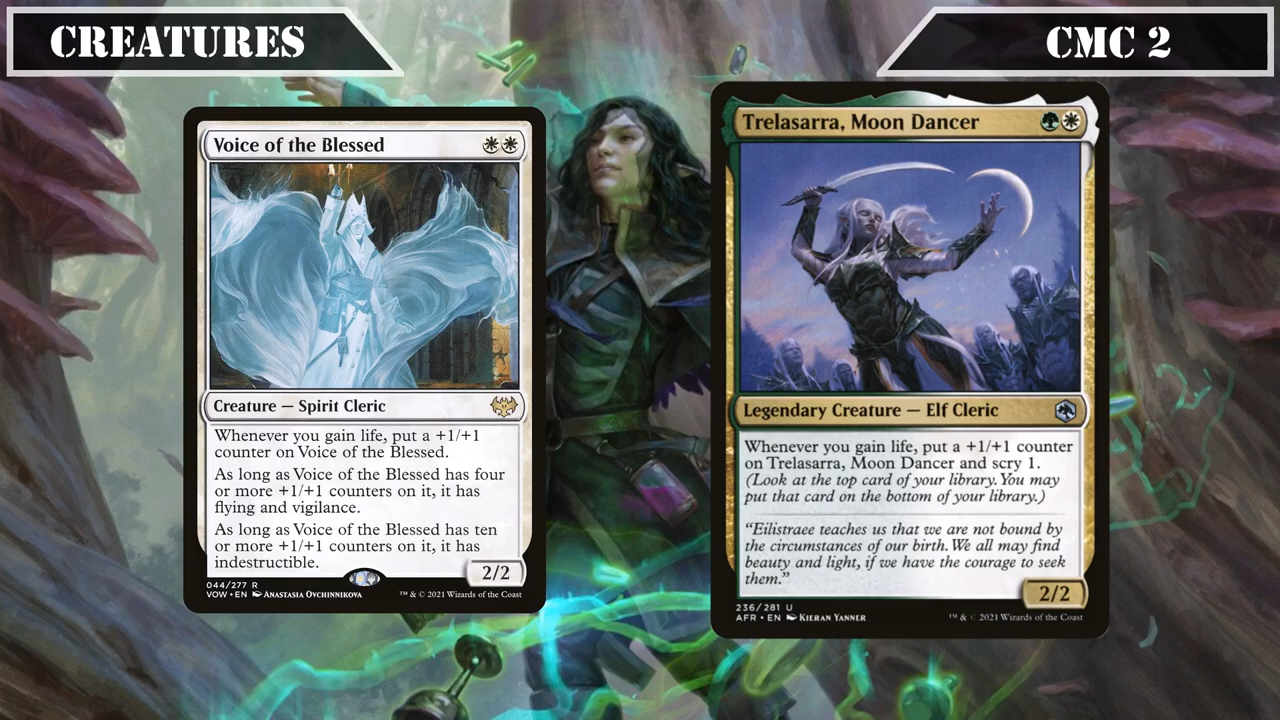 CREATURES
CMC 2
Voice of the Blessed
Creature — Spirit Cleric
Whenever you gain life, put a +1/+1
counter on Voice of the Blessed.
As long as Voice of the Blessed has four
or more +1/+1 counters on it, it has
flying and vigilance.
As long as Voice of the Blessed has ten
or more +1/+1 counters on it, it has
indestructible.
2/2
044/277 R
VOW • EN Anastasia Ovchinnikova
™ & © 2021 Wizards of the Coast
Trelasarra, Moon Dancer
Legendary Creature — Elf Cleric
Whenever you gain life, put a +1/+1 counter
on Trelasarra, Moon Dancer and scry 1.
(Look at the top card of your library. You may
put that card on the bottom of your library.)
“Eilistraee teaches us that we are not bound by
the circumstances of our birth. We all may find
beauty and light, if we have the courage to seek
them.”
2/2
236/281 U
AFR • EN Kieran Yanner
™ & © 2021 Wizards of the Coast